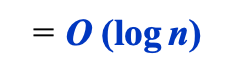 = O (log n)